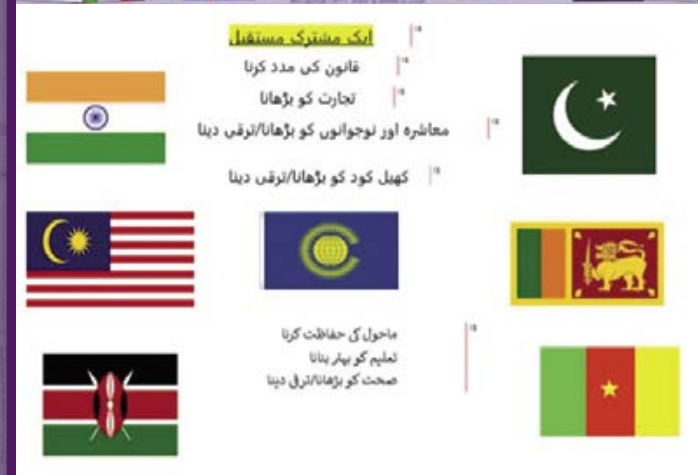 ایک مشترک مستقبل
قانون کی مدد کرنا
تجارت کو بڑھانا
معاشرہ اور نوجوانوں کو بڑھانا/ترقی دینا
کھیل کود کو بڑھانا/ترقی دینا
ماحول کی حفاظت کرنا
تعلیم کو بہتر بنانا
صحت کو بڑھانا/ترقی دینا